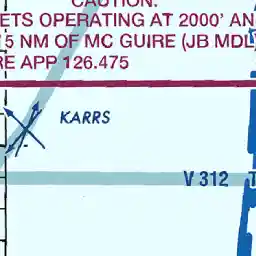 CAUTION:
ETS OPERATING AT 2000' AN
5 NM OF MC GUIRE (JB MDL)
RE APP 126.475
KARRS
V 312